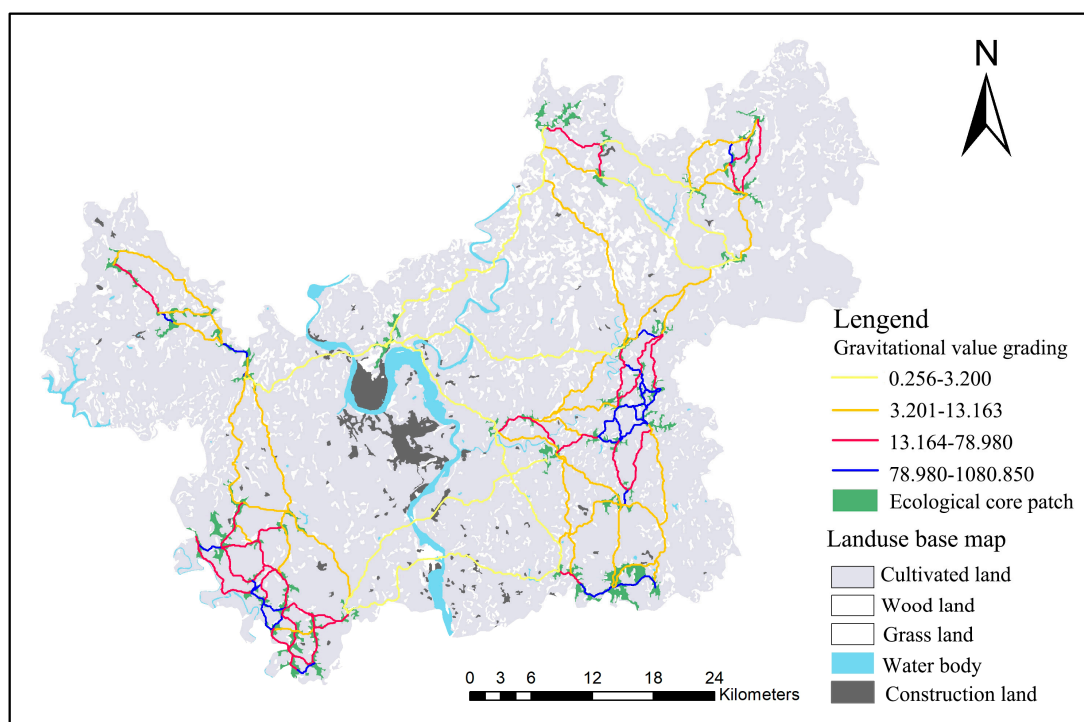 N
Lengend
Gravitational value grading
0.256-3.200
3.201-13.163
13.164-78.980
78.980-1080.850
Ecological core patch
Landuse base map
Cultivated land
Wood land
Grass land
Water body
Construction land
0 3 6 12 18 24
Kilometers